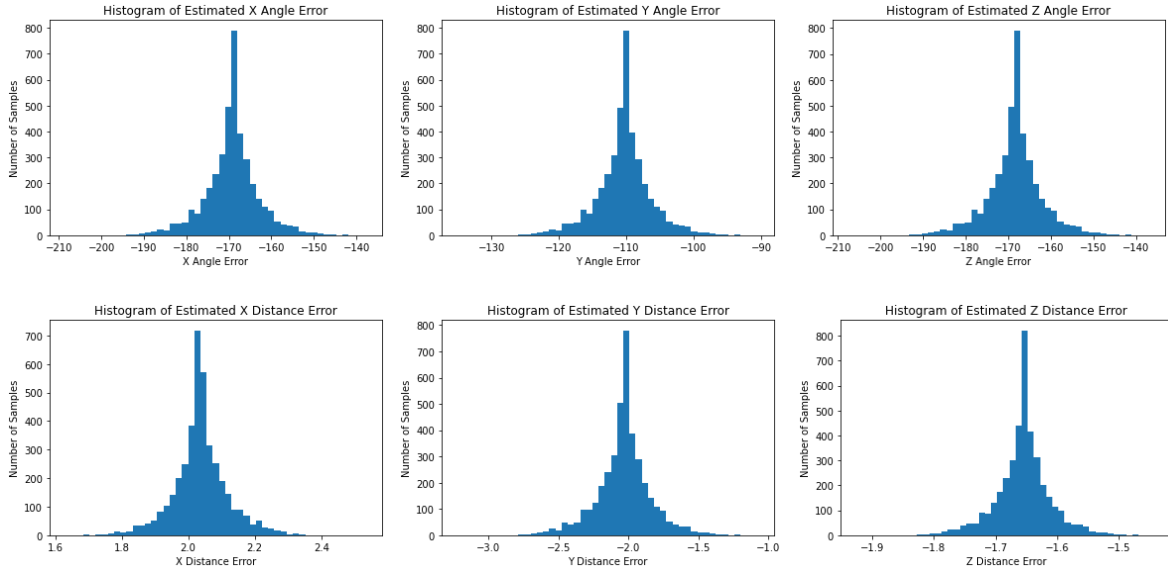 Histogram of Estimated X Angle Error
Number of Samples
800
700
600
500
400
300
200
100
0
−210 −200 −190 −180 −170 −160 −150 −140
X Angle Error
Histogram of Estimated Y Angle Error
Number of Samples
800
700
600
500
400
300
200
100
0
−130 −120 −110 −100 −90
Y Angle Error
Histogram of Estimated Z Angle Error
Number of Samples
800
700
600
500
400
300
200
100
0
−210 −200 −190 −180 −170 −160 −150 −140
Z Angle Error
Histogram of Estimated X Distance Error
Number of Samples
700
600
500
400
300
200
100
0
1.6 1.8 2.0 2.2 2.4
X Distance Error
Histogram of Estimated Y Distance Error
Number of Samples
800
700
600
500
400
300
200
100
0
−3.0 −2.5 −2.0 −1.5 −1.0
Y Distance Error
Histogram of Estimated Z Distance Error
Number of Samples
800
700
600
500
400
300
200
100
0
−1.9 −1.8 −1.7 −1.6 −1.5
Z Distance Error